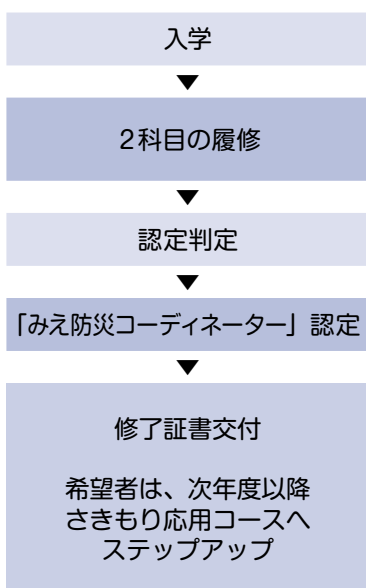 入学
▼
2科目の履修
▼
認定判定
▼
「みえ防災コーディネーター」認定
▼
修了証書交付
希望者は、次年度以降
さきもり応用コースへ
ステップアップ